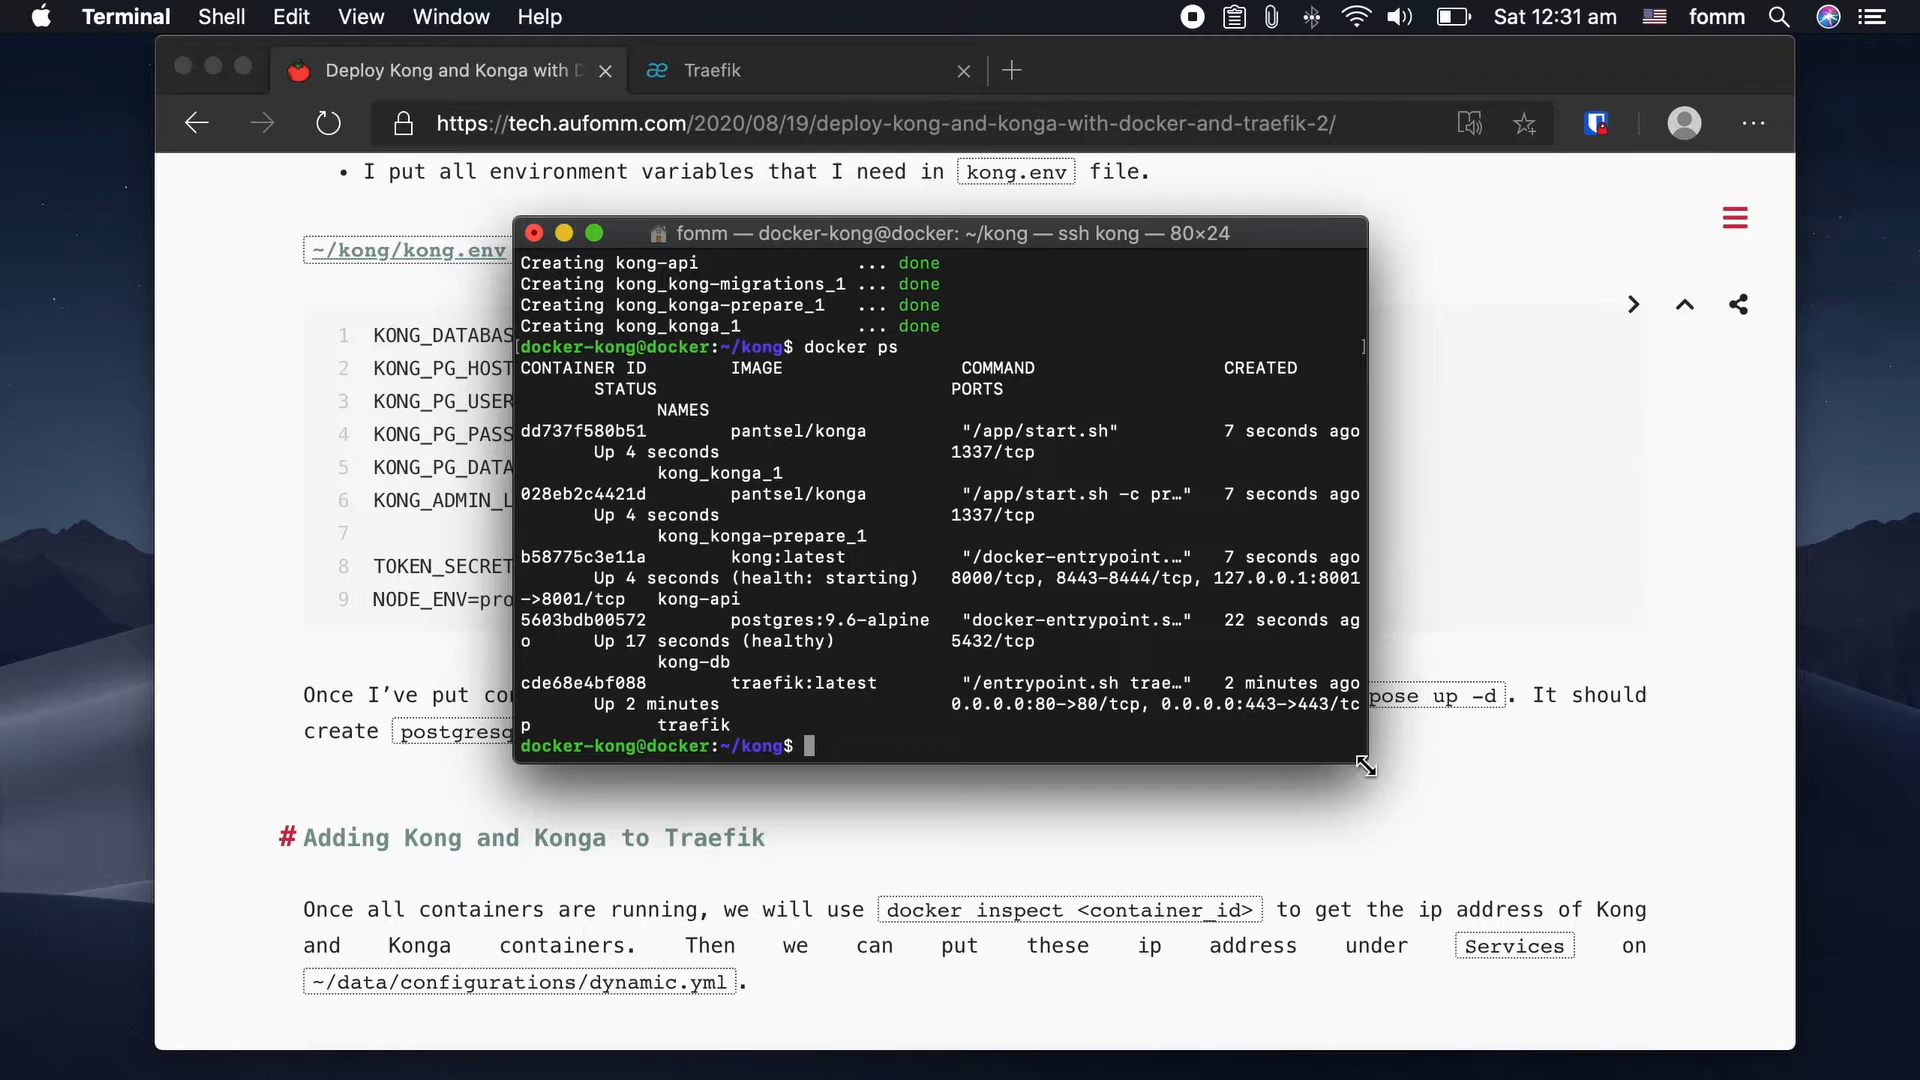 Terminal Shell Edit View Window Help Sat 12:31 am fomm
Deploy Kong and Konga with D
Traefik
https://tech.aufomm.com/2020/08/19/deploy-kong-and-konga-with-docker-and-traefik-2/
• I put all environment variables that I need in kong.env file.
~/kong/kong.env
1 KONG_DATABAS
2 KONG_PG_HOST
3 KONG_PG_USER
4 KONG_PG_PASS
5 KONG_PG_DATA
6 KONG_ADMIN_L
7
8 TOKEN_SECRET
9 NODE_ENV=pro
fomm — docker-kong@docker: ~/kong — ssh kong — 80×24
Creating kong-api ... done
Creating kong_kong-migrations_1 ... done
Creating kong_konga-prepare_1 ... done
Creating kong_konga_1 ... done
[docker-kong@docker:~/kong$ docker ps ]
CONTAINER ID IMAGE COMMAND CREATED
STATUS PORTS
NAMES
dd737f580b51 pantsel/konga "/app/start.sh" 7 seconds ago
Up 4 seconds 1337/tcp
kong_konga_1
028eb2c4421d pantsel/konga "/app/start.sh -c pr…" 7 seconds ago
Up 4 seconds 1337/tcp
kong_konga-prepare_1
b58775c3e11a kong:latest "/docker-entrypoint.…" 7 seconds ago
Up 4 seconds (health: starting) 8000/tcp, 8443-8444/tcp, 127.0.0.1:8001
->8001/tcp kong-api
5603bdb00572 postgres:9.6-alpine "docker-entrypoint.s…" 22 seconds ag
o Up 17 seconds (healthy) 5432/tcp
kong-db
cde68e4bf088 traefik:latest "/entrypoint.sh trae…" 2 minutes ago
Up 2 minutes 0.0.0.0:80->80/tcp, 0.0.0.0:443->443/tc
p traefik
docker-kong@docker:~/kong$
Once I’ve put co pose up -d. It should
create postgresq
#Adding Kong and Konga to Traefik
Once all containers are running, we will use docker inspect <container_id> to get the ip address of Kong
and Konga containers. Then we can put these ip address under Services on
~/data/configurations/dynamic.yml.